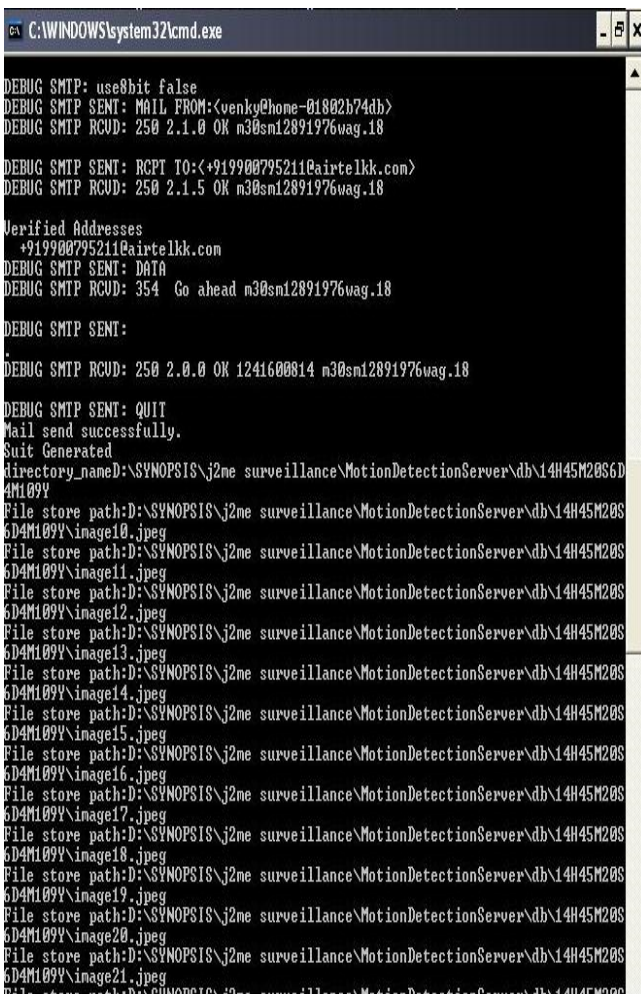 C:\WINDOWS\system32\cmd.exe
DEBUG SMTP: use8bit false
DEBUG SMTP SENT: MAIL FROM:<venky@home-01802b74db>
DEBUG SMTP RCVD: 250 2.1.0 OK m30sm12891976wag.18
DEBUG SMTP SENT: RCPT TO:<+919900795211@airtelkk.com>
DEBUG SMTP RCVD: 250 2.1.5 OK m30sm12891976wag.18
Verified Addresses
+919900795211@airtelkk.com
DEBUG SMTP SENT: DATA
DEBUG SMTP RCVD: 354  Go ahead m30sm12891976wag.18
DEBUG SMTP SENT:
.
DEBUG SMTP RCVD: 250 2.0.0 OK 1241600814 m30sm12891976wag.18
DEBUG SMTP SENT: QUIT
Mail send successfully.
Suit Generated
directory_nameD:\SYNOPSIS\j2me surveillance\MotionDetectionServer\db\14H45M20S6D
4M109Y
File store path:D:\SYNOPSIS\j2me surveillance\MotionDetectionServer\db\14H45M20S
6D4M109Y\image10.jpeg
File store path:D:\SYNOPSIS\j2me surveillance\MotionDetectionServer\db\14H45M20S
6D4M109Y\image11.jpeg
File store path:D:\SYNOPSIS\j2me surveillance\MotionDetectionServer\db\14H45M20S
6D4M109Y\image12.jpeg
File store path:D:\SYNOPSIS\j2me surveillance\MotionDetectionServer\db\14H45M20S
6D4M109Y\image13.jpeg
File store path:D:\SYNOPSIS\j2me surveillance\MotionDetectionServer\db\14H45M20S
6D4M109Y\image14.jpeg
File store path:D:\SYNOPSIS\j2me surveillance\MotionDetectionServer\db\14H45M20S
6D4M109Y\image15.jpeg
File store path:D:\SYNOPSIS\j2me surveillance\MotionDetectionServer\db\14H45M20S
6D4M109Y\image16.jpeg
File store path:D:\SYNOPSIS\j2me surveillance\MotionDetectionServer\db\14H45M20S
6D4M109Y\image17.jpeg
File store path:D:\SYNOPSIS\j2me surveillance\MotionDetectionServer\db\14H45M20S
6D4M109Y\image18.jpeg
File store path:D:\SYNOPSIS\j2me surveillance\MotionDetectionServer\db\14H45M20S
6D4M109Y\image19.jpeg
File store path:D:\SYNOPSIS\j2me surveillance\MotionDetectionServer\db\14H45M20S
6D4M109Y\image20.jpeg
File store path:D:\SYNOPSIS\j2me surveillance\MotionDetectionServer\db\14H45M20S
6D4M109Y\image21.jpeg